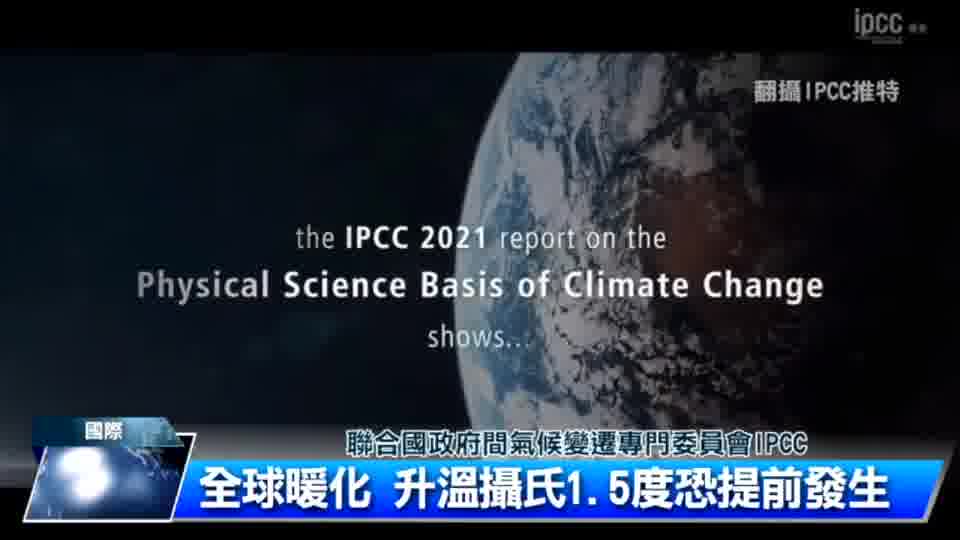 ipcc
翻攝IPCC推特
the IPCC 2021 report on the
Physical Science Basis of Climate Change
shows...
國際
聯合國政府間氣候變遷專門委員會IPCC
全球暖化 升溫攝氏1.5度恐提前發生